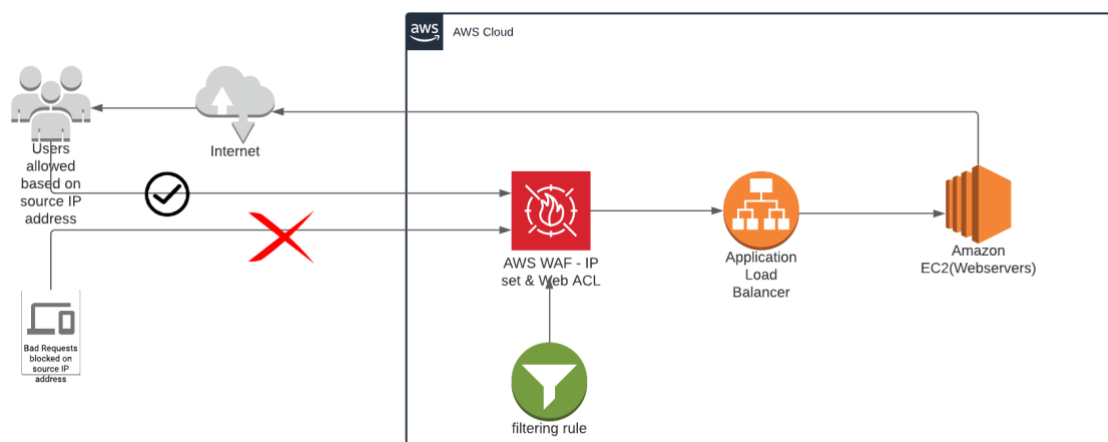 aws
AWS Cloud
Internet
Users
allowed
based on
source IP
address
AWS WAF - IP
set & Web ACL
Application
Load
Balancer
Amazon
EC2(Webservers)
Bad Requests
blocked on
source IP
address
filtering rule